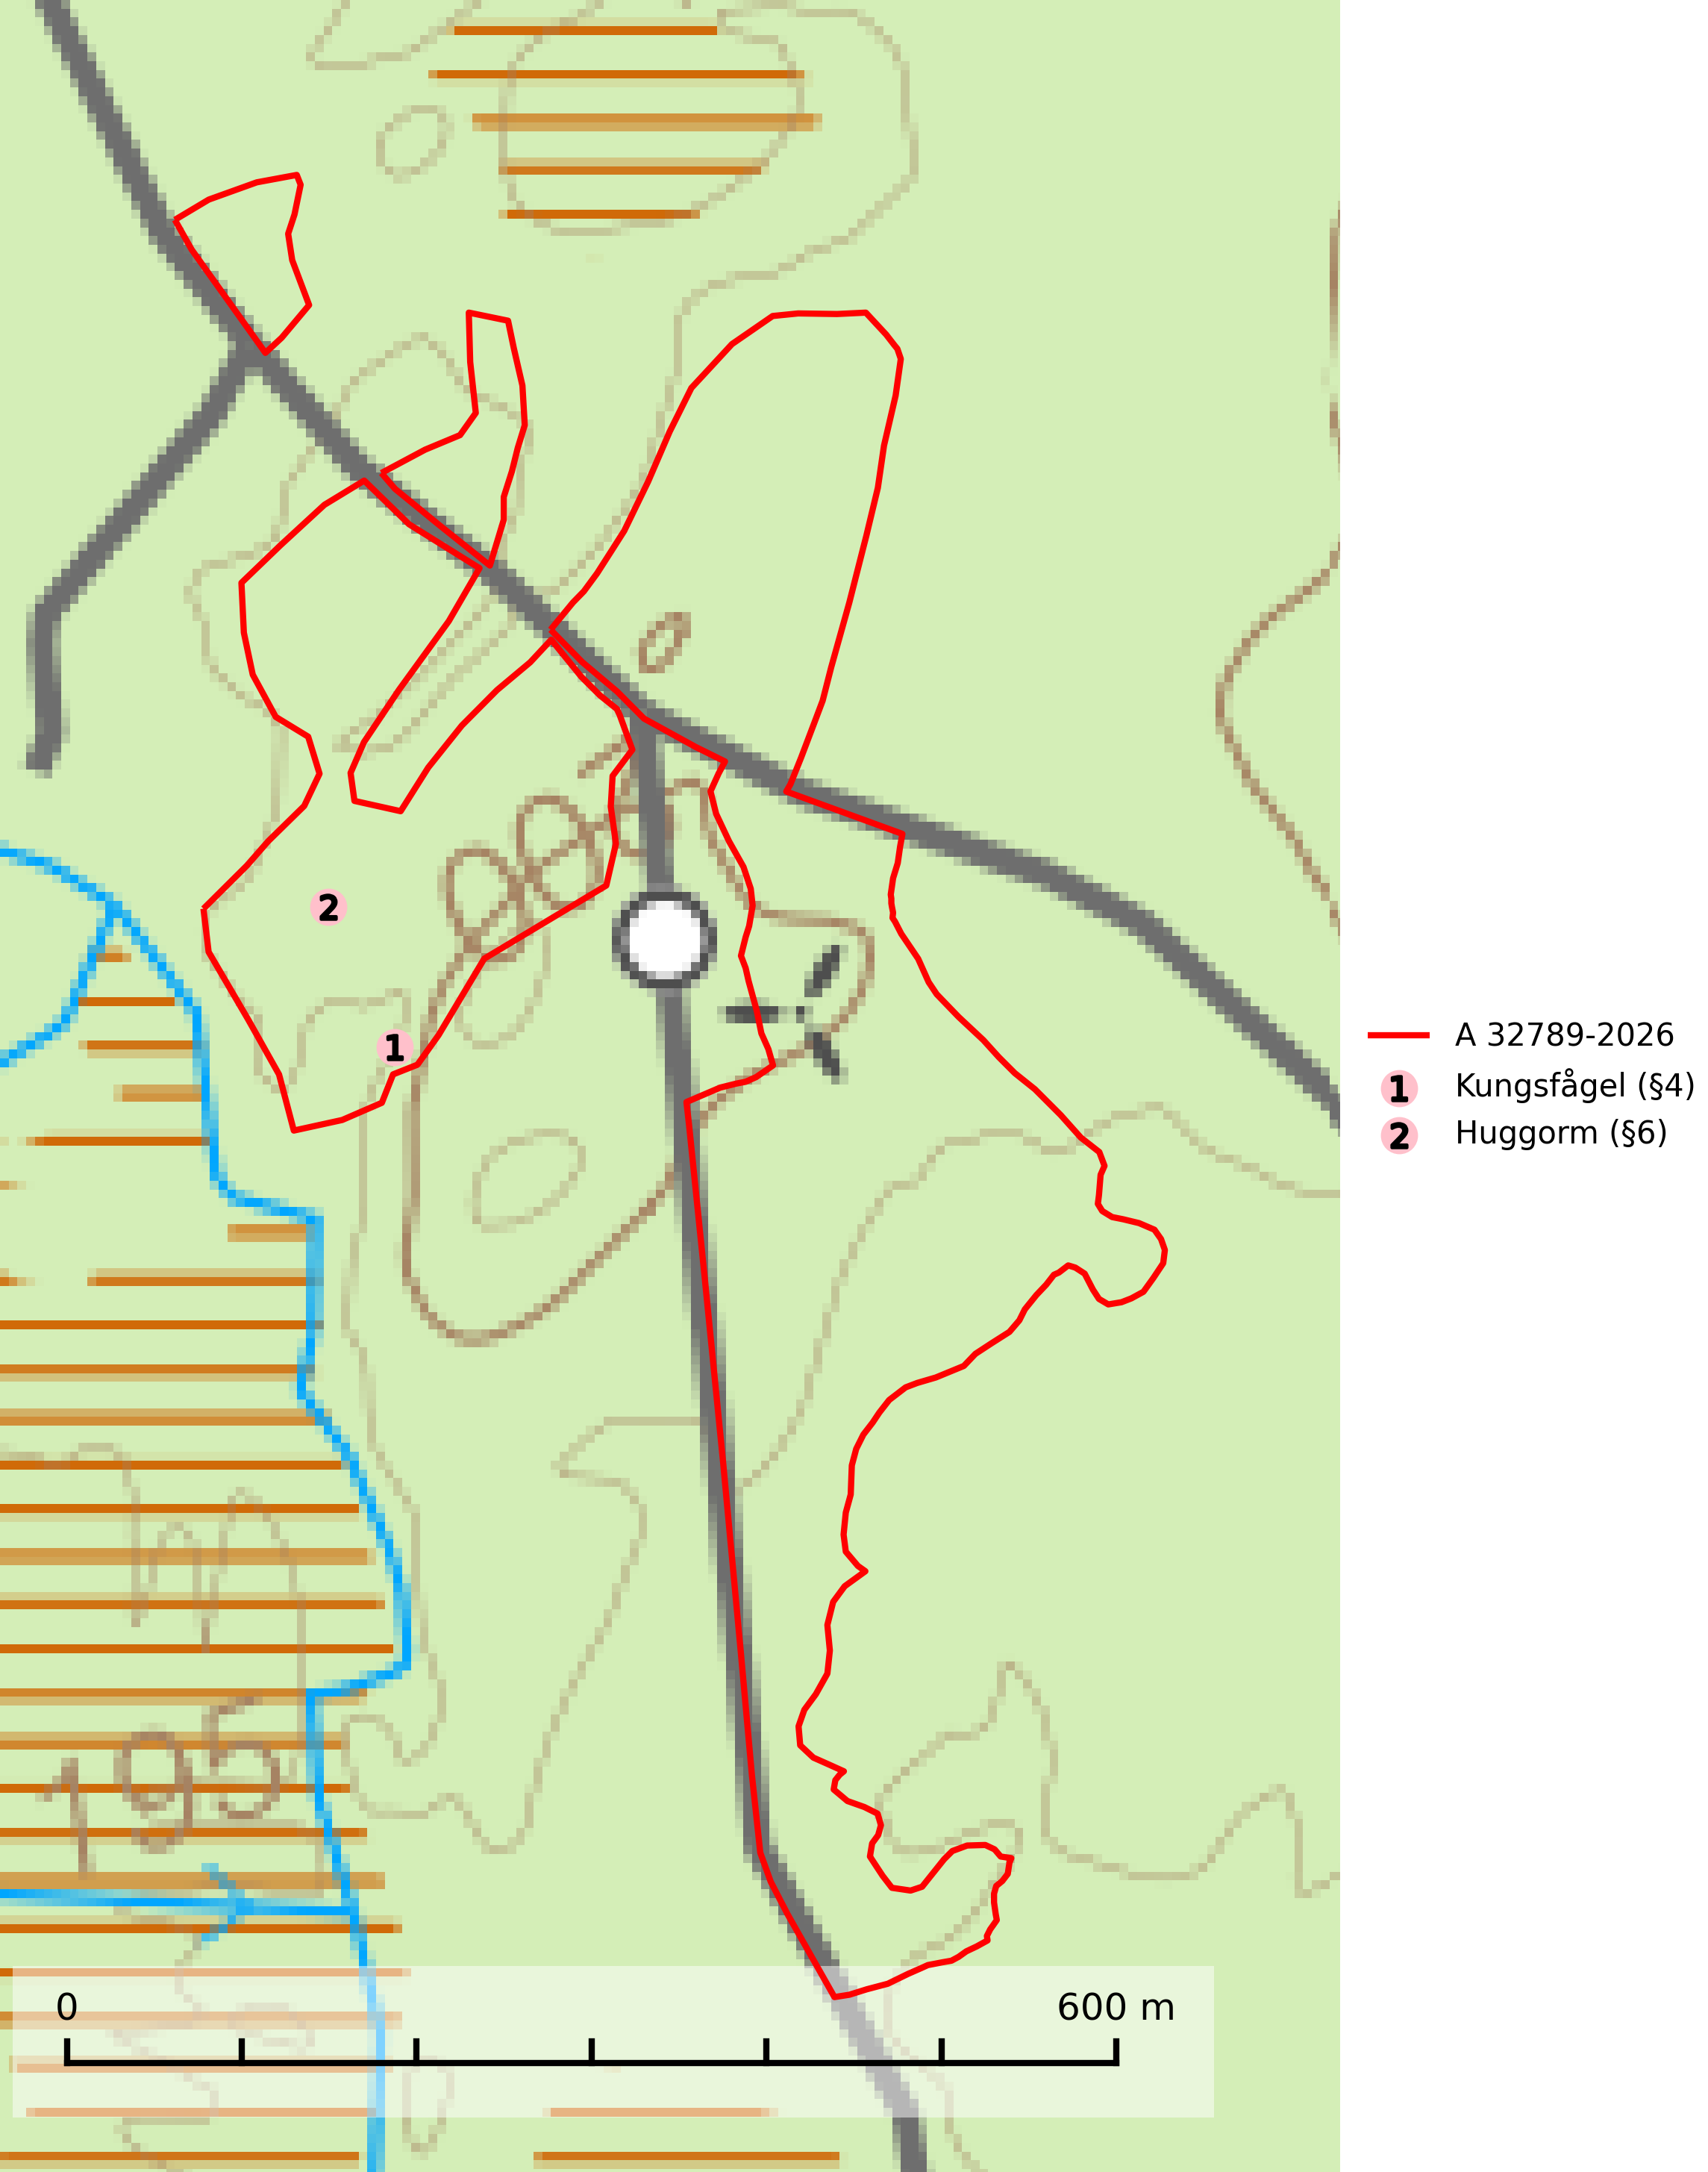 2
1
A 32789-2026
1 Kungsfågel (§4)
2 Huggorm (§6)
195
0 600 m